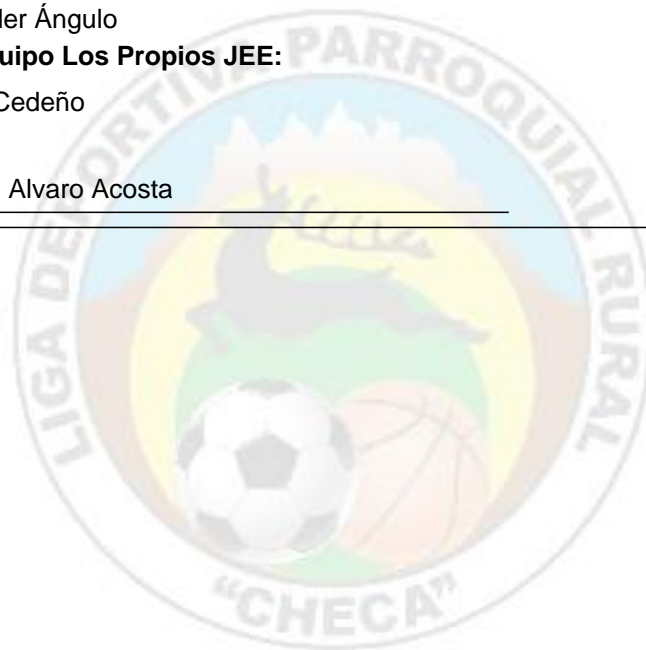 ler Ángulo
uipo Los Propios JEE:
Cedeño
Alvaro Acosta
LIGA DEPORTIVA PARROQUIAL RURAL
“CHECA”